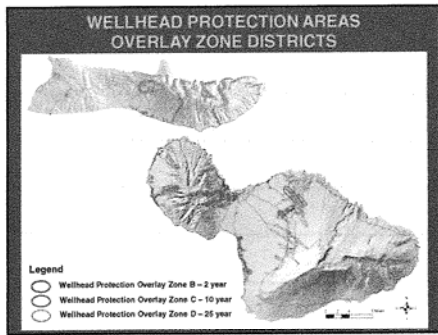 WELLHEAD PROTECTION AREAS
OVERLAY ZONE DISTRICTS
Legend
Wellhead Protection Overlay Zone B – 2 year
Wellhead Protection Overlay Zone C – 10 year
Wellhead Protection Overlay Zone D – 25 year